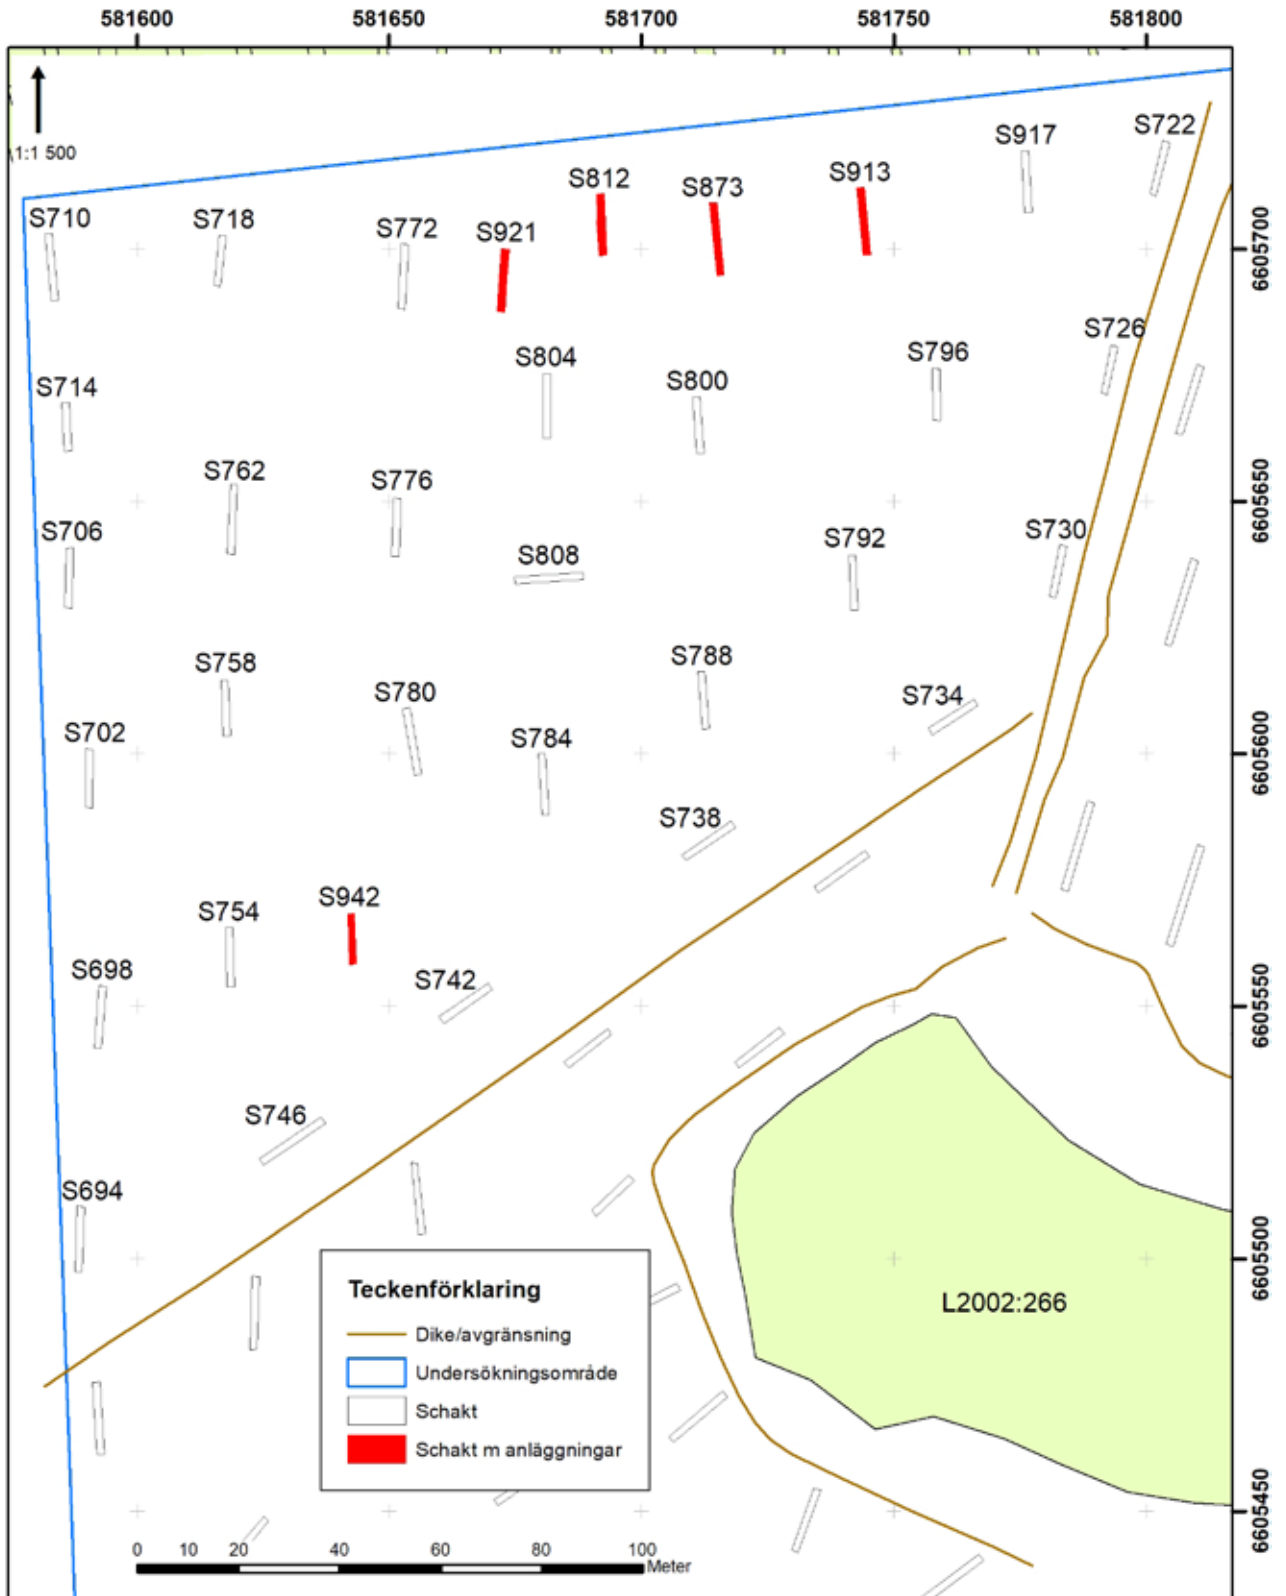 581600 581650 581700 581750 581800
1:1 500
S722
S917
S913
S812
S873
S710
S718
S772
S921
6605700
S726
S796
S804
S800
S714
S762
S776
6605650
S706
S730
S792
S808
S788
S758
S780
S734
S702
S784
6605600
S738
S942
S754
S698
S742
6605550
S746
S694
6605500
Teckenförklaring
Dike/avgränsning
Undersökningsområde
Schakt
Schakt m anläggningar
L2002:266
6605450
0 10 20 40 60 80 100
Meter